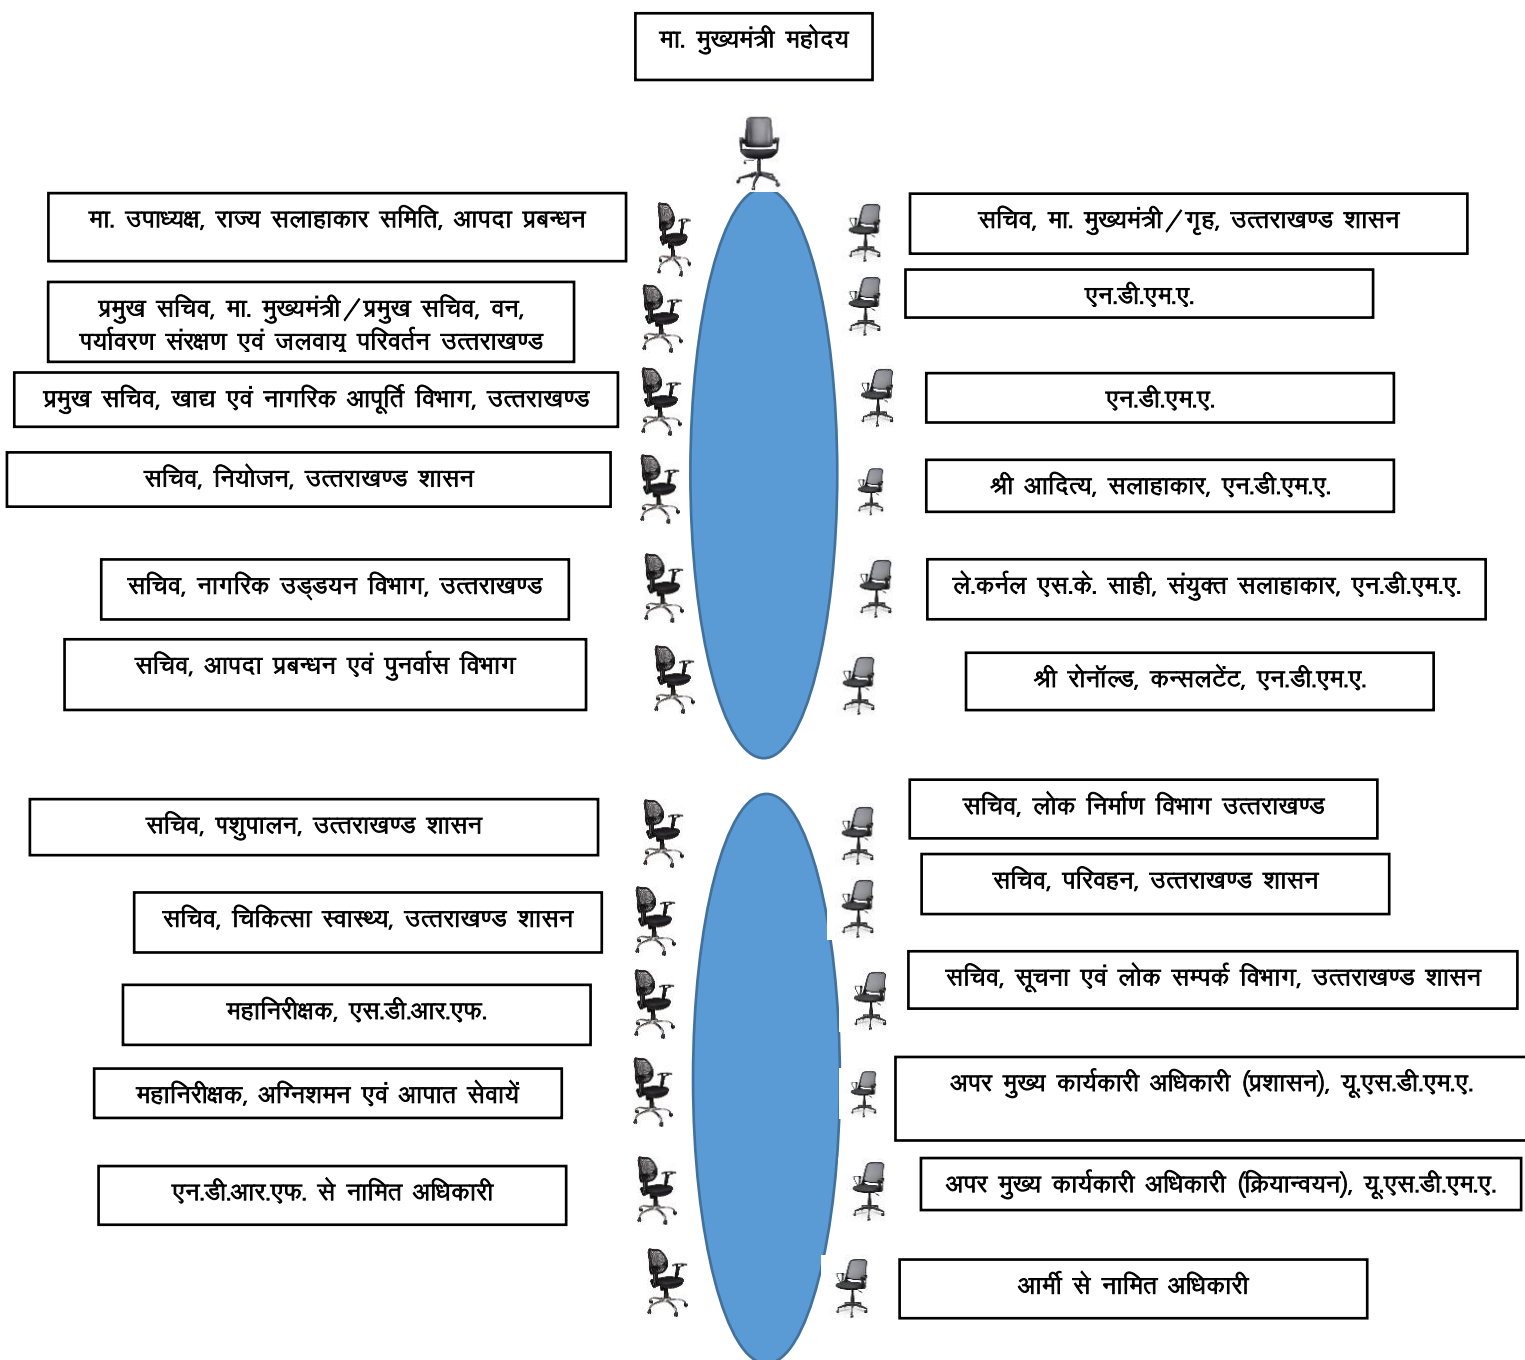 मा. मुख्यमंत्री महोदय
मा. उपाध्यक्ष, राज्य सलाहाकार समिति, आपदा प्रबन्धन
सचिव, मा. मुख्यमंत्री/गृह, उत्तराखण्ड शासन
प्रमुख सचिव, मा. मुख्यमंत्री/प्रमुख सचिव, वन,
पर्यावरण संरक्षण एवं जलवायु परिवर्तन उत्तराखण्ड
एन.डी.एम.ए.
प्रमुख सचिव, खाद्य एवं नागरिक आपूर्ति विभाग, उत्तराखण्ड
एन.डी.एम.ए.
सचिव, नियोजन, उत्तराखण्ड शासन
श्री आदित्य, सलाहाकार, एन.डी.एम.ए.
सचिव, नागरिक उड्डयन विभाग, उत्तराखण्ड
ले.कर्नल एस.के. साही, संयुक्त सलाहाकार, एन.डी.एम.ए.
सचिव, आपदा प्रबन्धन एवं पुनर्वास विभाग
श्री रोनॉल्ड, कन्सलटेंट, एन.डी.एम.ए.
सचिव, पशुपालन, उत्तराखण्ड शासन
सचिव, लोक निर्माण विभाग उत्तराखण्ड
सचिव, परिवहन, उत्तराखण्ड शासन
सचिव, चिकित्सा स्वास्थ्य, उत्तराखण्ड शासन
सचिव, सूचना एवं लोक सम्पर्क विभाग, उत्तराखण्ड शासन
महानिरीक्षक, एस.डी.आर.एफ.
महानिरीक्षक, अग्निशमन एवं आपात सेवायें
अपर मुख्य कार्यकारी अधिकारी (प्रशासन), यू.एस.डी.एम.ए.
एन.डी.आर.एफ. से नामित अधिकारी
अपर मुख्य कार्यकारी अधिकारी (क्रियान्वयन), यू.एस.डी.एम.ए.
आर्मी से नामित अधिकारी